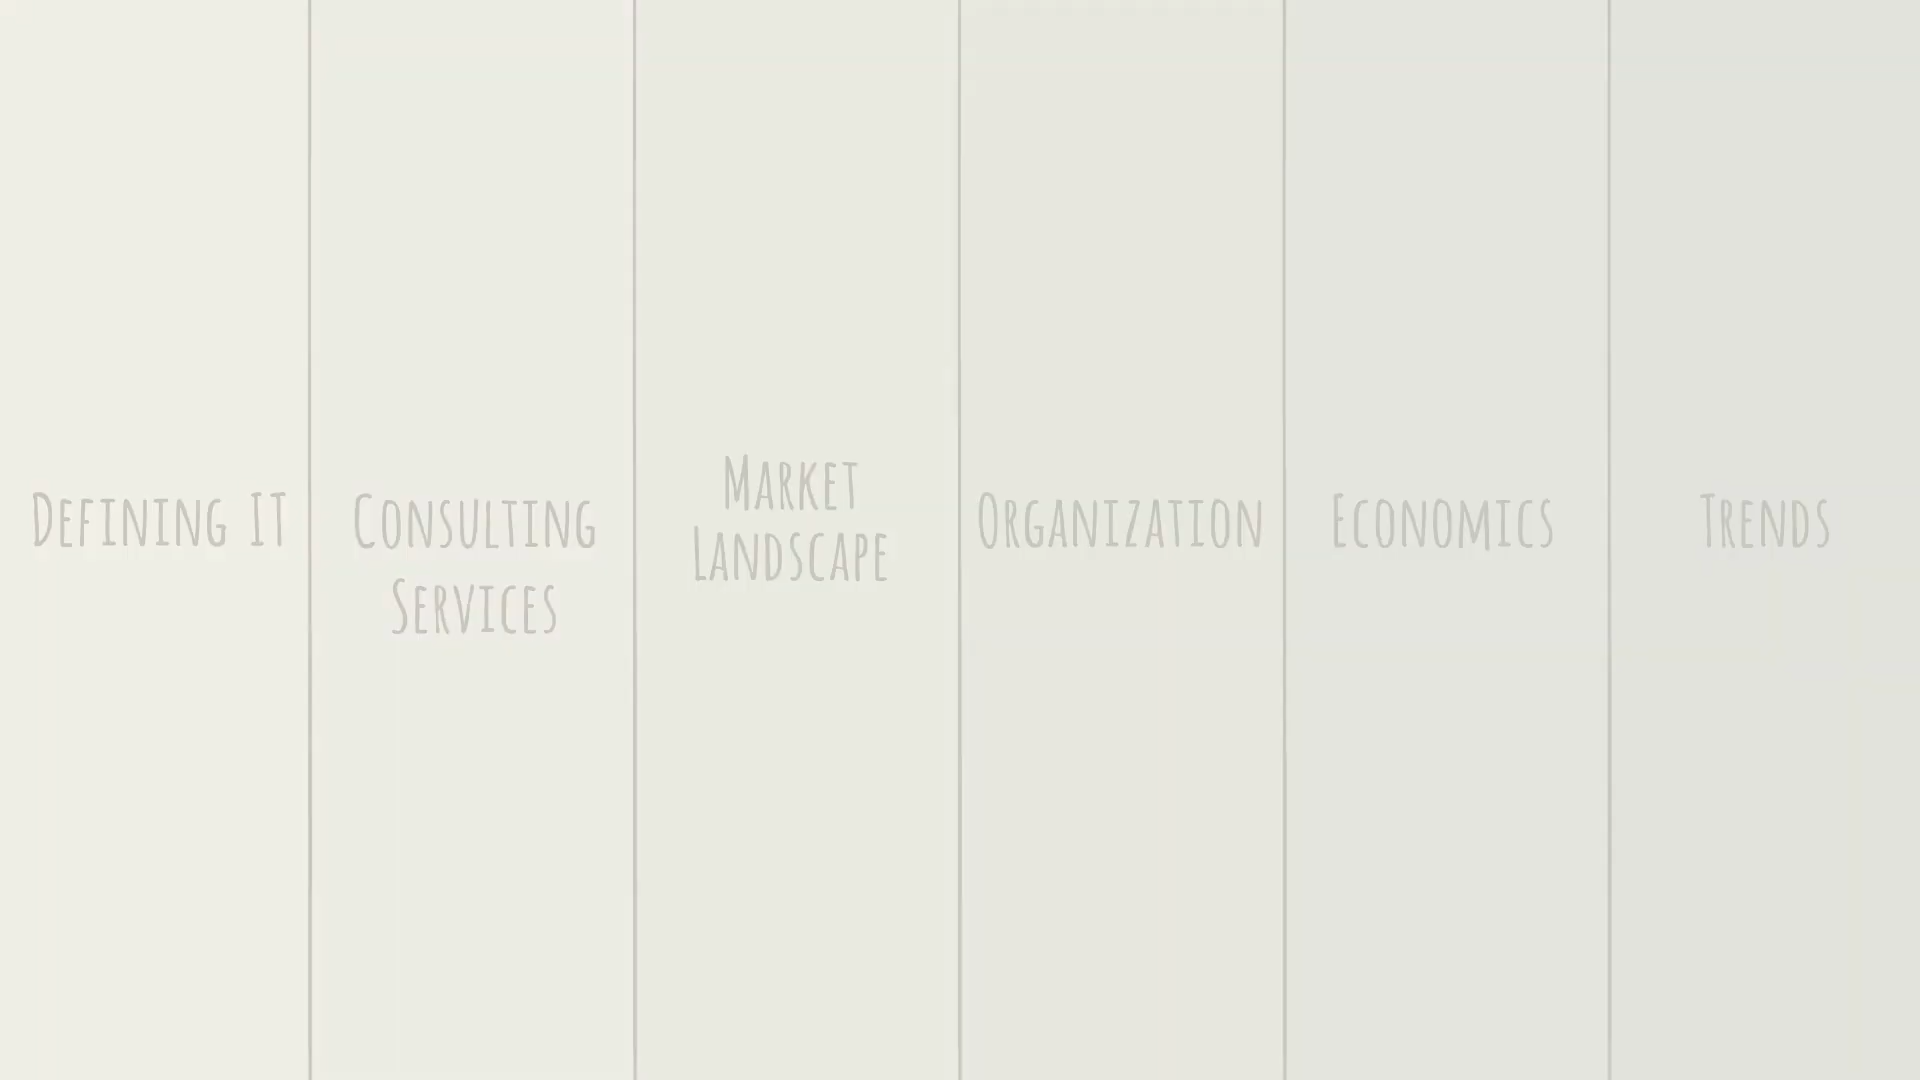 Defining IT
Consulting
Services
Market
Landscape
Organization
Economics
Trends